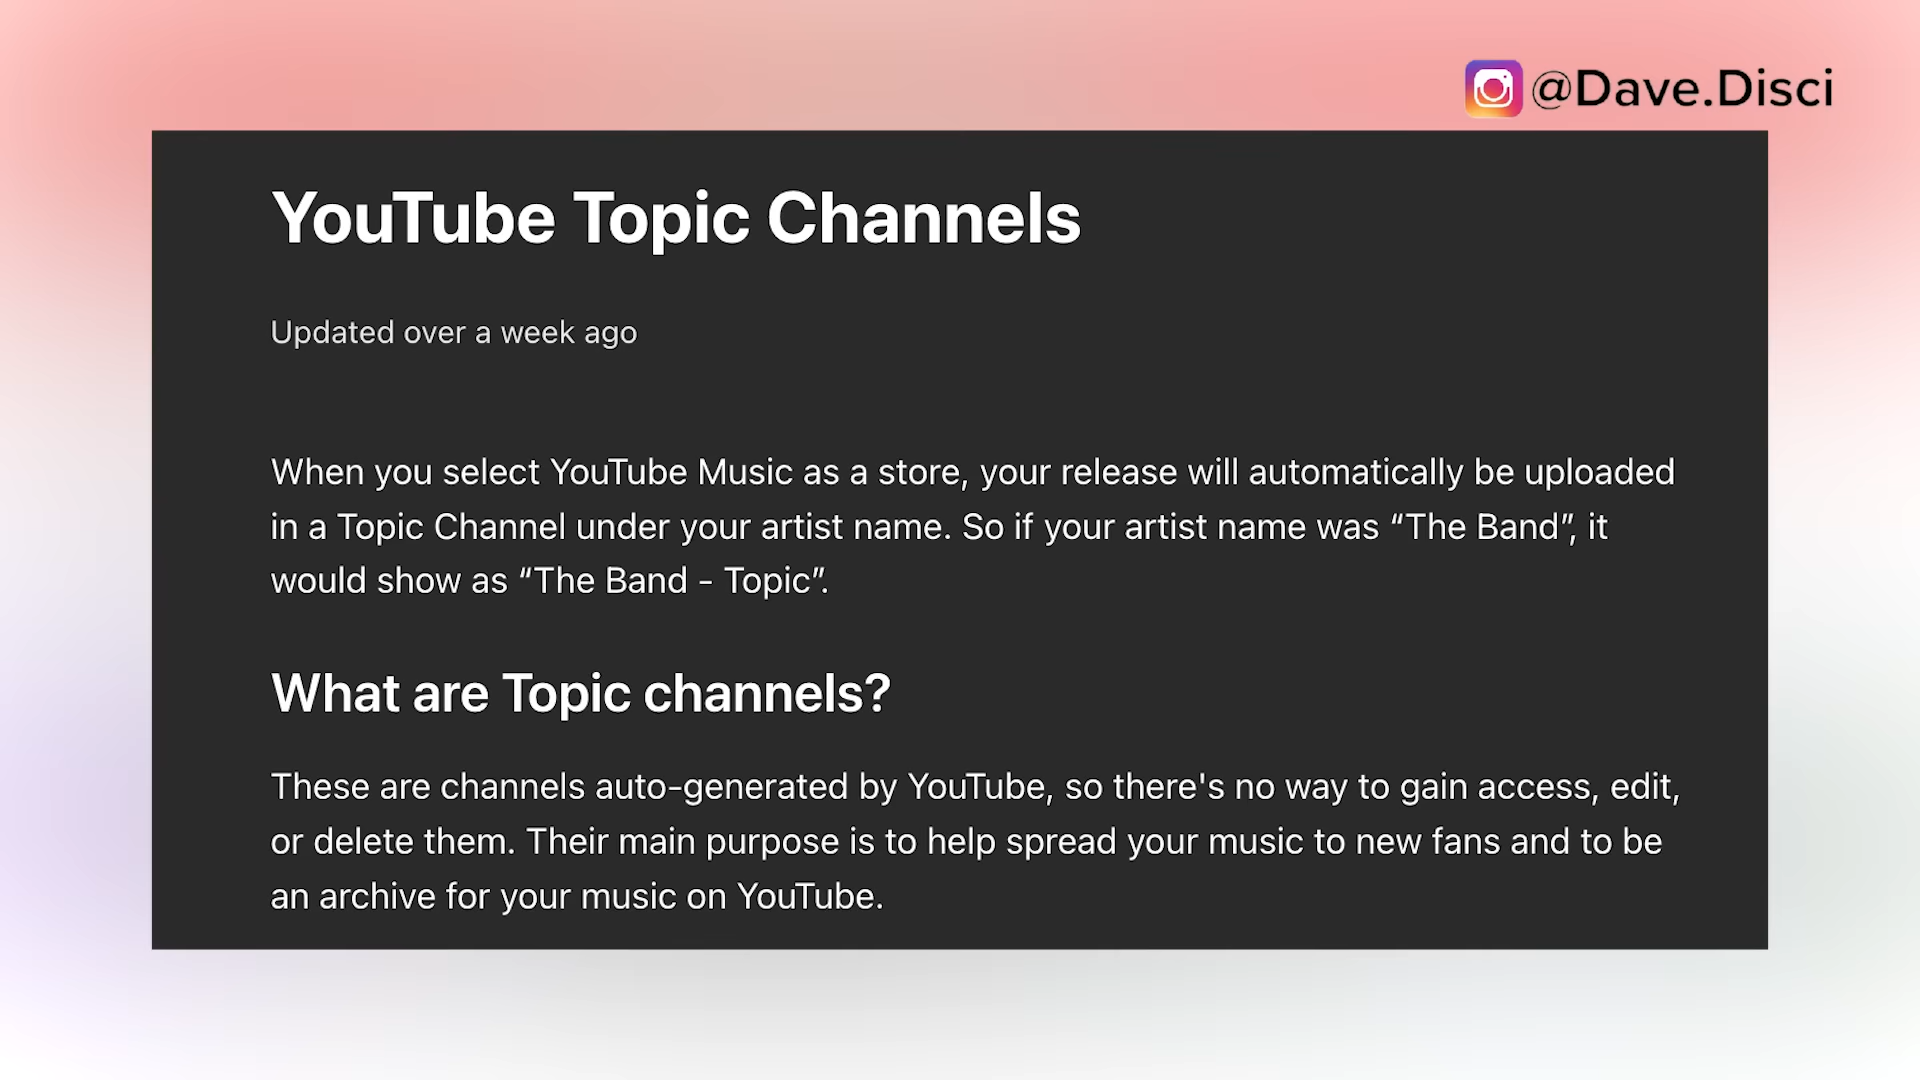 @Dave.Disci
YouTube Topic Channels
Updated over a week ago
When you select YouTube Music as a store, your release will automatically be uploaded
in a Topic Channel under your artist name. So if your artist name was “The Band”, it
would show as “The Band - Topic”.
What are Topic channels?
These are channels auto-generated by YouTube, so there's no way to gain access, edit,
or delete them. Their main purpose is to help spread your music to new fans and to be
an archive for your music on YouTube.